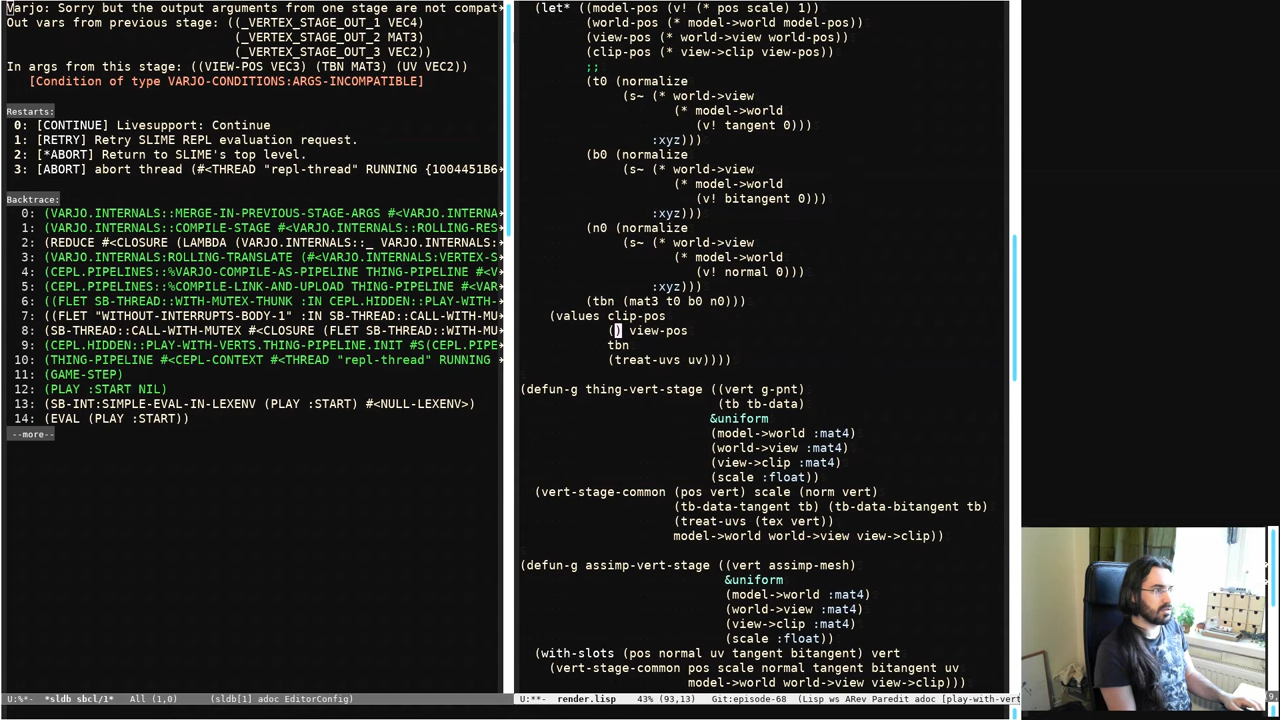 Varjo: Sorry but the output arguments from one stage are not compat
Out vars from previous stage: ((_VERTEX_STAGE_OUT_1 VEC4)
(_VERTEX_STAGE_OUT_2 MAT3)
(_VERTEX_STAGE_OUT_3 VEC2))
In args from this stage: ((VIEW-POS VEC3) (TBN MAT3) (UV VEC2))
[Condition of type VARJO-CONDITIONS:ARGS-INCOMPATIBLE]
Restarts:
0: [CONTINUE] Livesupport: Continue
1: [RETRY] Retry SLIME REPL evaluation request.
2: [*ABORT] Return to SLIME's top level.
3: [ABORT] abort thread (#<THREAD "repl-thread" RUNNING {1004451B6
Backtrace:
0: (VARJO.INTERNALS::MERGE-IN-PREVIOUS-STAGE-ARGS #<VARJO.INTERNA
1: (VARJO.INTERNALS::COMPILE-STAGE #<VARJO.INTERNALS::ROLLING-RES
2: (REDUCE #<CLOSURE (LAMBDA (VARJO.INTERNALS::_ VARJO.INTERNALS:
3: (VARJO.INTERNALS:ROLLING-TRANSLATE (#<VARJO.INTERNALS:VERTEX-S
4: (CEPL.PIPELINES::%VARJO-COMPILE-AS-PIPELINE THING-PIPELINE #<V
5: (CEPL.PIPELINES::%COMPILE-LINK-AND-UPLOAD THING-PIPELINE #<VAR
6: ((FLET SB-THREAD::WITH-MUTEX-THUNK :IN CEPL.HIDDEN::PLAY-WITH-
7: ((FLET "WITHOUT-INTERRUPTS-BODY-1" :IN SB-THREAD::CALL-WITH-MU
8: (SB-THREAD::CALL-WITH-MUTEX #<CLOSURE (FLET SB-THREAD::WITH-MU
9: (CEPL.HIDDEN::PLAY-WITH-VERTS.THING-PIPELINE.INIT #S(CEPL.PIPE
10: (THING-PIPELINE #<CEPL-CONTEXT #<THREAD "repl-thread" RUNNING
11: (GAME-STEP)
12: (PLAY :START NIL)
13: (SB-INT:SIMPLE-EVAL-IN-LEXENV (PLAY :START) #<NULL-LEXENV>)
14: (EVAL (PLAY :START))
--more--
U:%*- *sldb sbcl/1* All (1,0) (sldb[1] adoc EditorConfig)
(let* ((model-pos (v! (* pos scale) 1))
(world-pos (* model->world model-pos))
(view-pos (* world->view world-pos))
(clip-pos (* view->clip view-pos))
;;
(t0 (normalize
(s~ (* world->view
(* model->world
(v! tangent 0)))
:xyz)))
(b0 (normalize
(s~ (* world->view
(* model->world
(v! bitangent 0)))
:xyz)))
(n0 (normalize
(s~ (* world->view
(* model->world
(v! normal 0)))
:xyz)))
(tbn (mat3 t0 b0 n0)))
(values clip-pos
() view-pos
tbn
(treat-uvs uv))))
(defun-g thing-vert-stage ((vert g-pnt)
(tb tb-data)
&uniform
(model->world :mat4)
(world->view :mat4)
(view->clip :mat4)
(scale :float))
(vert-stage-common (pos vert) scale (norm vert)
(tb-data-tangent tb) (tb-data-bitangent tb)
(treat-uvs (tex vert))
model->world world->view view->clip))
(defun-g assimp-vert-stage ((vert assimp-mesh)
&uniform
(model->world :mat4)
(world->view :mat4)
(view->clip :mat4)
(scale :float))
(with-slots (pos normal uv tangent bitangent) vert
(vert-stage-common pos scale normal tangent bitangent uv
model->world world->view view->clip)))
U:**- render.lisp 43% (93,13) Git:episode-68 (Lisp ws ARev Paredit adoc [play-with-vert